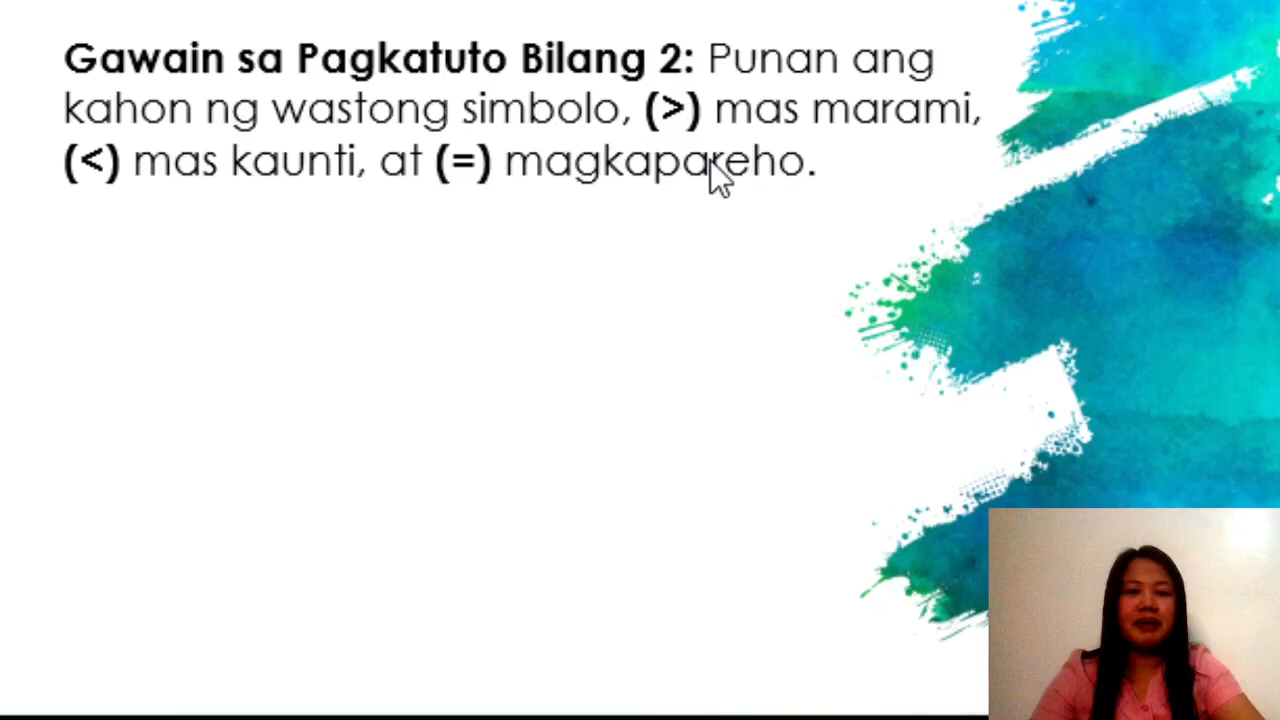 Gawain sa Pagkatuto Bilang 2: Punan ang
kahon ng wastong simbolo, (>) mas marami,
(<) mas kaunti, at (=) magkapareho.